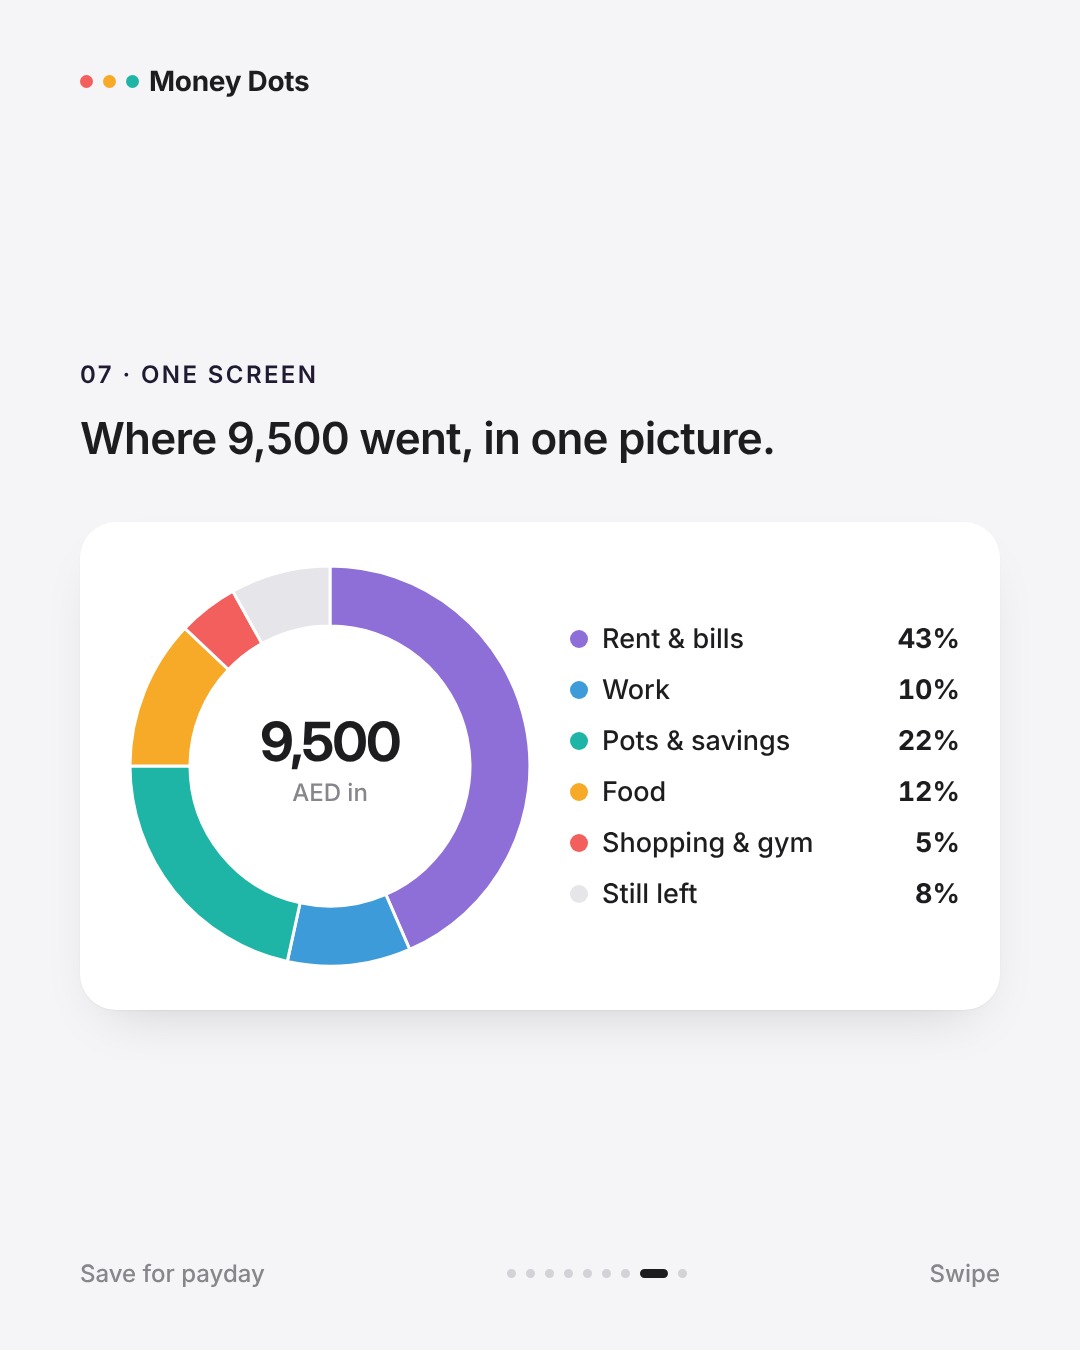 Money Dots
07 · ONE SCREEN
Where 9,500 went, in one picture.
9,500
AED in
Rent & bills 43%
Work 10%
Pots & savings 22%
Food 12%
Shopping & gym 5%
Still left 8%
Save for payday
Swipe